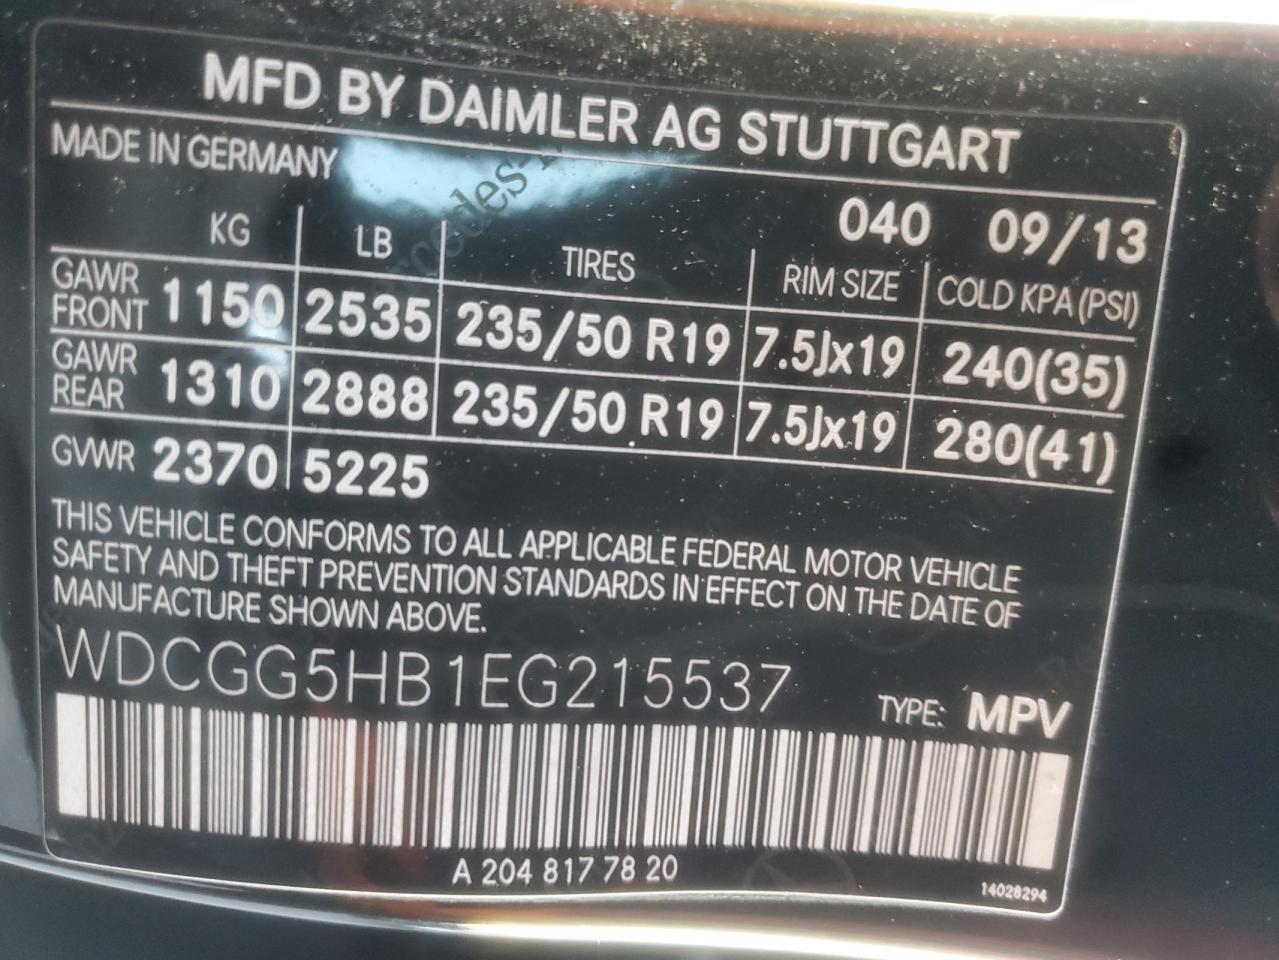 MFD BY DAIMLER AG STUTTGART
MADE IN GERMANY
040 09/13
KG LB TIRES RIM SIZE COLD KPA (PSI)
GAWR FRONT 1150 2535 235/50 R19 7.5Jx19 240(35)
GAWR REAR 1310 2888 235/50 R19 7.5Jx19 280(41)
GVWR 2370 5225
THIS VEHICLE CONFORMS TO ALL APPLICABLE FEDERAL MOTOR VEHICLE
SAFETY AND THEFT PREVENTION STANDARDS IN EFFECT ON THE DATE OF
MANUFACTURE SHOWN ABOVE.
WDCGG5HB1EG215537
TYPE: MPV
A 204 817 78 20
14028294